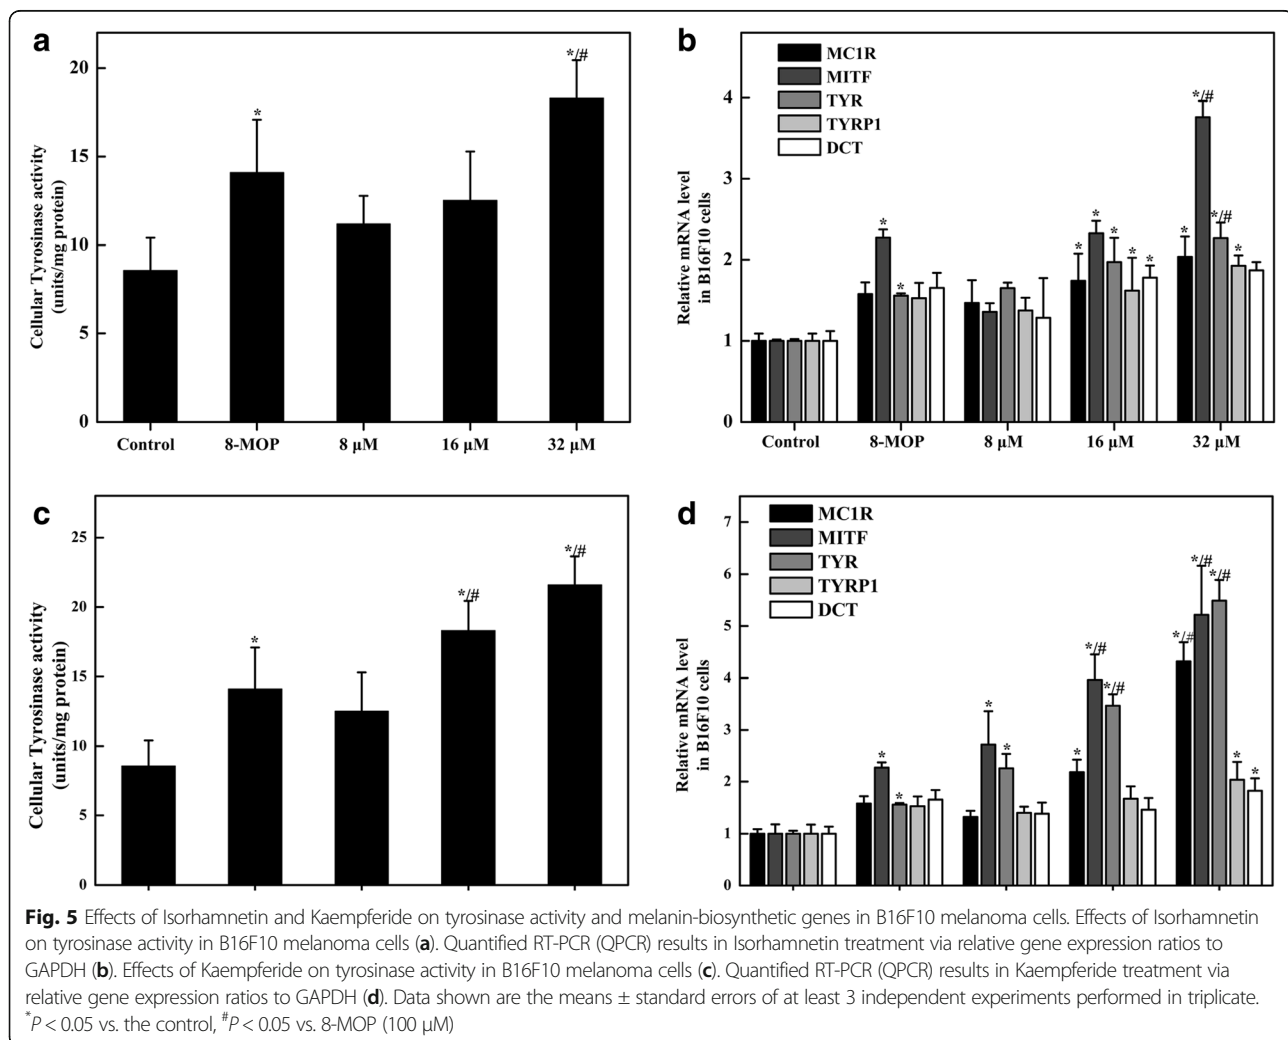 a
Cellular Tyrosinase activity
(units/mg protein)
20
15
10
5
0
*
*/#
Control 8-MOP 8 µM 16 µM 32 µM
b
MC1R
MITF
TYR
TYRP1
DCT
Relative mRNA level
in B16F10 cells
4
3
2
1
0
* *
* * * * *
* */# */# *
Control 8-MOP 8 µM 16 µM 32 µM
c
Cellular Tyrosinase activity
(units/mg protein)
25
20
15
10
5
0
*
*/#
*/#
d
MC1R
MITF
TYR
TYRP1
DCT
Relative mRNA level
in B16F10 cells
7
6
5
4
3
2
1
0
* *
* *
* */# */#
*/# */# */# * *
Fig. 5 Effects of Isorhamnetin and Kaempferide on tyrosinase activity and melanin-biosynthetic genes in B16F10 melanoma cells. Effects of Isorhamnetin
on tyrosinase activity in B16F10 melanoma cells (a). Quantified RT-PCR (QPCR) results in Isorhamnetin treatment via relative gene expression ratios to
GAPDH (b). Effects of Kaempferide on tyrosinase activity in B16F10 melanoma cells (c). Quantified RT-PCR (QPCR) results in Kaempferide treatment via
relative gene expression ratios to GAPDH (d). Data shown are the means ± standard errors of at least 3 independent experiments performed in triplicate.
*P < 0.05 vs. the control, #P < 0.05 vs. 8-MOP (100 µM)